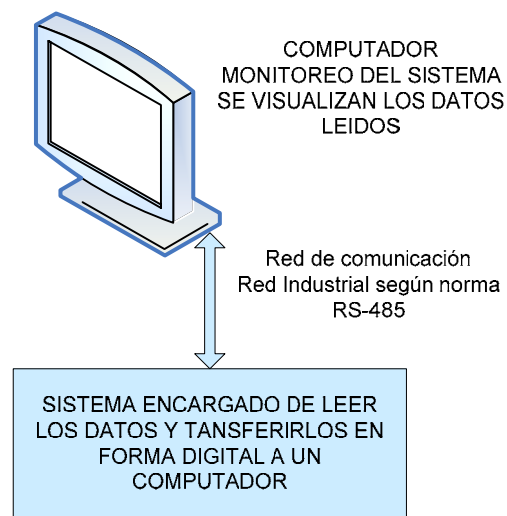 COMPUTADOR
MONITOREO DEL SISTEMA
SE VISUALIZAN LOS DATOS
LEIDOS
Red de comunicación
Red Industrial según norma
RS-485
SISTEMA ENCARGADO DE LEER
LOS DATOS Y TANSFERIRLOS EN
FORMA DIGITAL A UN
COMPUTADOR